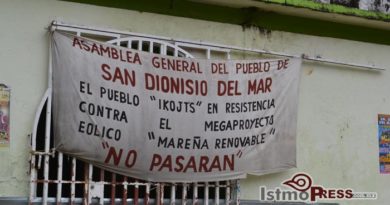 ASAMBLEA GENERAL DEL PUEBLO DE
SAN DIONISIO DEL MAR
EL PUEBLO "IKOJTS" EN RESISTENCIA
CONTRA EL MEGAPROYECTO
EOLICO "MAREÑA RENOVABLE"
"NO PASARAN"
ISTMOPRESS